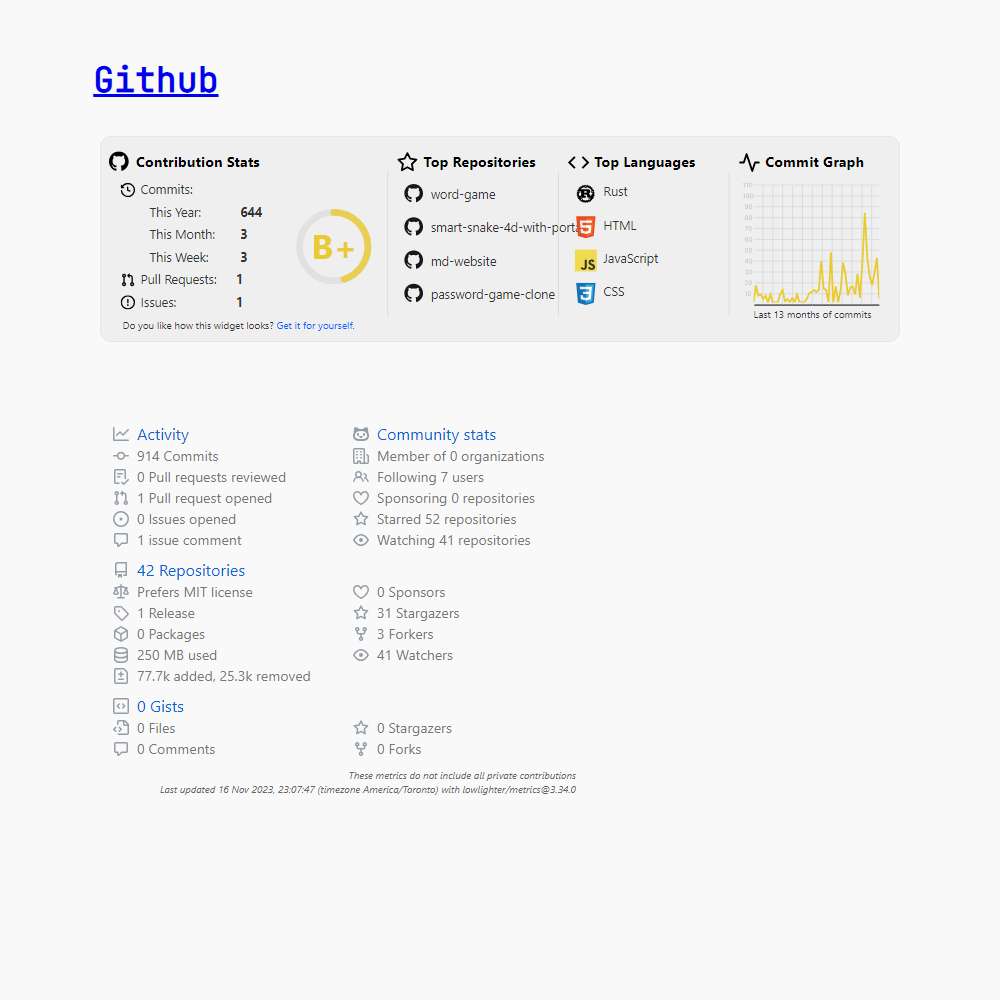 Github
Contribution Stats
Commits:
This Year: 644
This Month: 3
This Week: 3
Pull Requests: 1
Issues: 1
B+
Do you like how this widget looks? Get it for yourself.
Top Repositories
word-game
smart-snake-4d-with-porta
md-website
password-game-clone
Top Languages
Rust
HTML
JS JavaScript
CSS
Commit Graph
110
100
90
80
70
60
50
40
30
20
10
Last 13 months of commits
Activity
914 Commits
0 Pull requests reviewed
1 Pull request opened
0 Issues opened
1 issue comment
Community stats
Member of 0 organizations
Following 7 users
Sponsoring 0 repositories
Starred 52 repositories
Watching 41 repositories
42 Repositories
Prefers MIT license
1 Release
0 Packages
250 MB used
77.7k added, 25.3k removed
0 Sponsors
31 Stargazers
3 Forkers
41 Watchers
0 Gists
0 Files
0 Comments
0 Stargazers
0 Forks
These metrics do not include all private contributions
Last updated 16 Nov 2023, 23:07:47 (timezone America/Toronto) with lowlighter/metrics@3.34.0